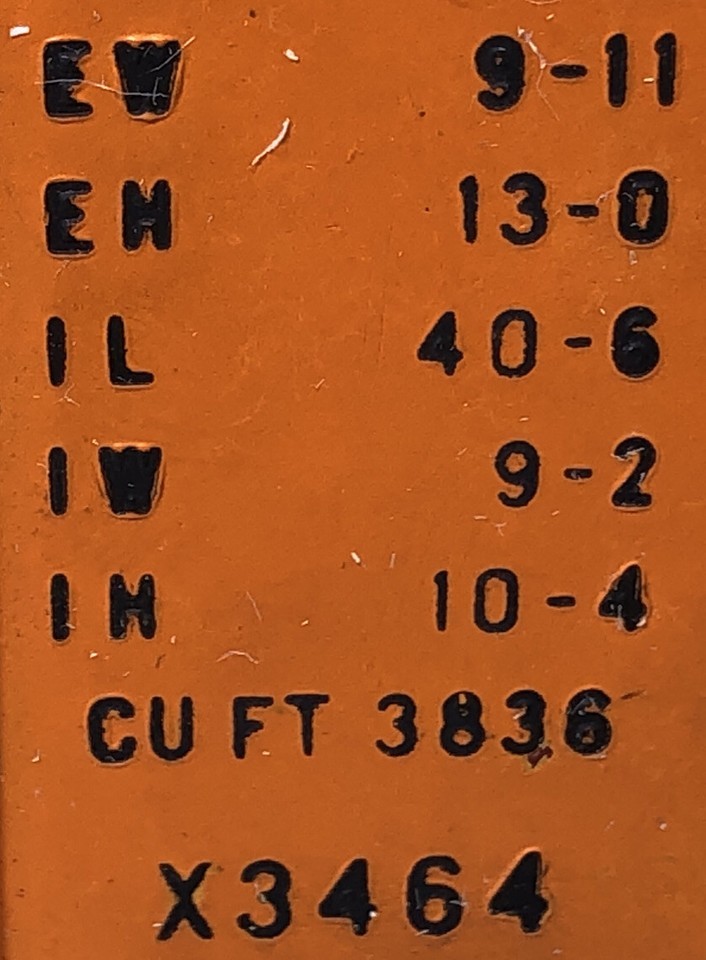 EW 9-11
EH 13-0
IL 40-6
IW 9-2
IH 10-4
CU FT 3836
X3464